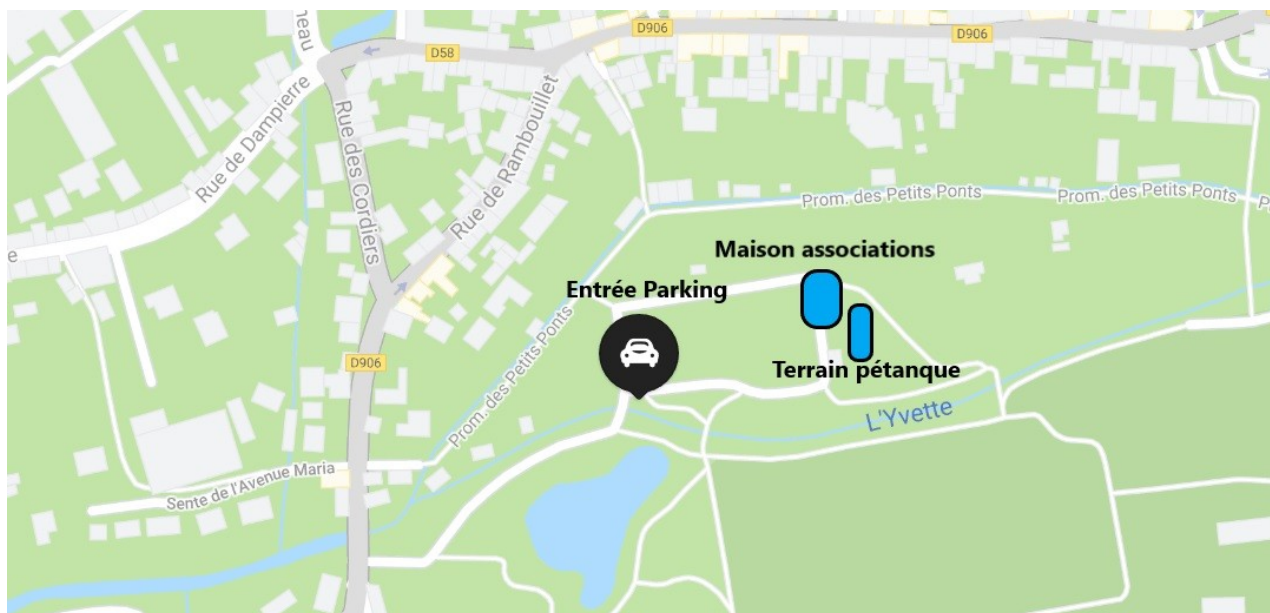 neau
D58
D906
D906
Rue de Dampierre
Rue des Cordiers
Rue de Rambouillet
Prom. des Petits Ponts
Prom. des Petits Ponts
Maison associations
e
Entrée Parking
D906
Prom. des Petits Ponts
Terrain pétanque
L'Yvette
Sente de l'Avenue Maria